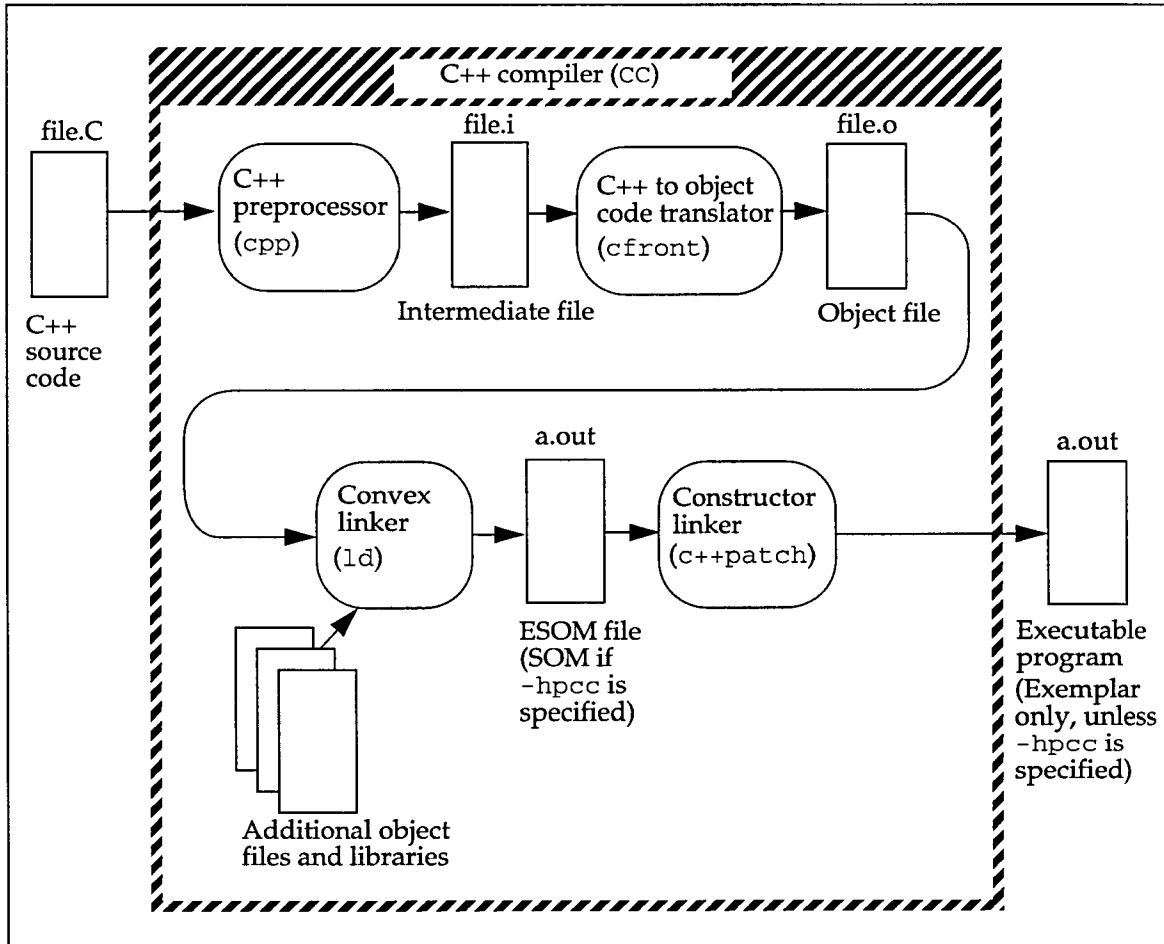 C++ compiler (CC)
file.C
C++
source
code
C++
preprocessor
(cpp)
file.i
Intermediate file
C++ to object
code translator
(cfront)
file.o
Object file
Convex
linker
(ld)
Additional object
files and libraries
a.out
ESOM file
(SOM if
-hpcc is
specified)
Constructor
linker
(c++patch)
a.out
Executable
program
(Exemplar
only, unless
-hpcc is
specified)